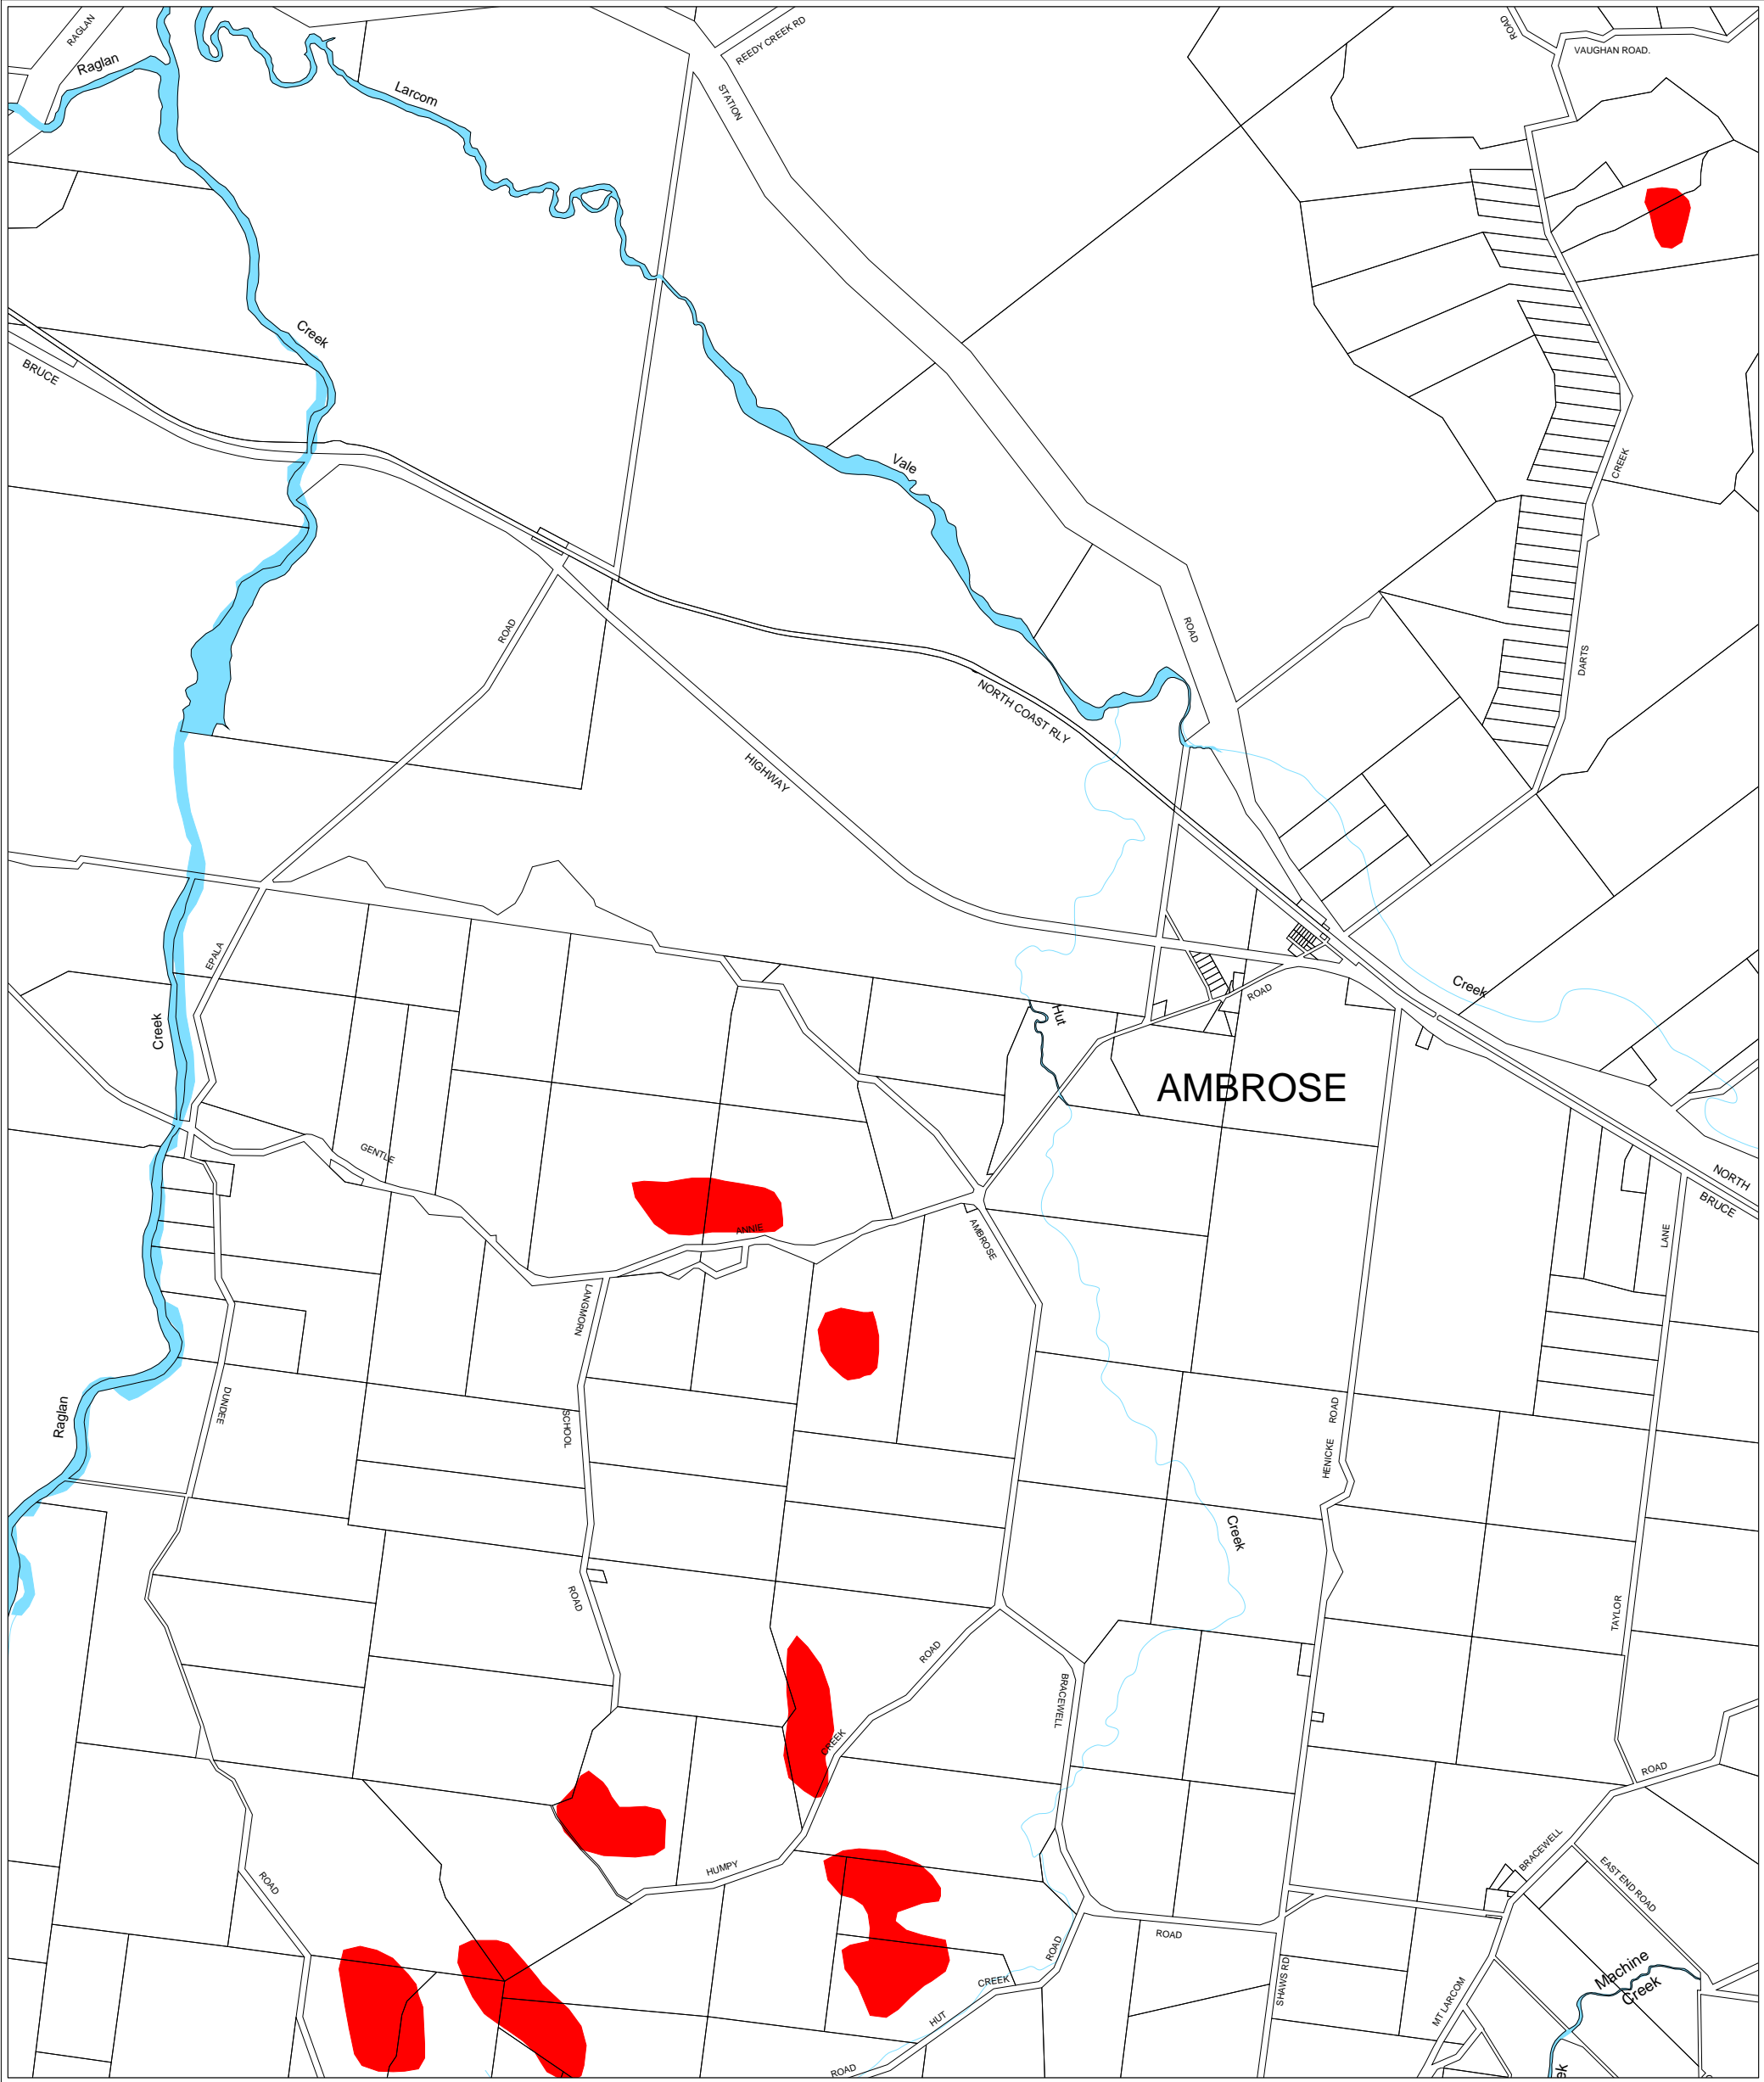 RAGLAN
Raglan
Larcom
REEDY CREEK RD
STATION
ROAD
VAUGHAN ROAD.
Creek
BRUCE
Vale
CREEK
ROAD
ROAD
DARTS
NORTH COAST RLY
HIGHWAY
EPALA
Creek
Hut
ROAD
Creek
AMBROSE
GENTLE
NORTH
BRUCE
ANNIE
AMBROSE
LANE
LANGMORN
DUNDEE
Raglan
SCHOOL
ROAD
HENICKE
Creek
ROAD
TAYLOR
ROAD
BRACEWELL
CREEK
ROAD
HUMPY
BRACEWELL
EAST END ROAD
ROAD
ROAD
ROAD
CREEK
SHAWS RD
Machine
Creek
MT LARCOM
HUT
ROAD
ek